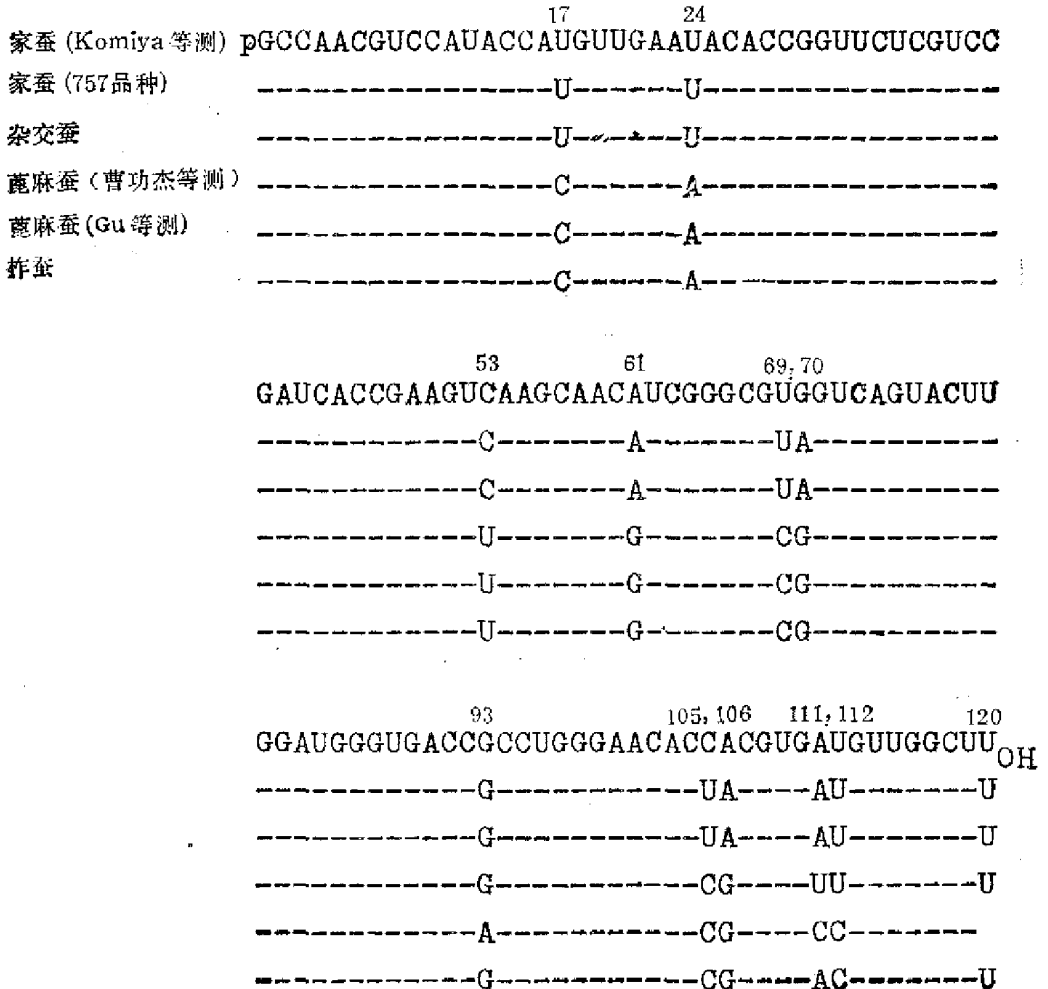 17 24
家蚕 (Komiya 等测) pGCCAACGUCCAUACCAUGUUGAAUACACCGGUUCUCGUCC
家蚕 (757品种) ----------------U------U----------------
杂交蚕 ----------------U------U----------------
蓖麻蚕 (曹功杰等测) ----------------C------A----------------
蓖麻蚕 (Gu 等测) ----------------C------A----------------
柞蚕 ----------------C------A----------------
53 61 69, 70
GAUCACCGAAGUCAAGCAACAUCGGGCGUGGUCAGUACUU
------------C-------A-------UA----------
------------C-------A-------UA----------
------------U-------G-------CG----------
------------U-------G-------CG----------
------------U-------G-------CG----------
93 105, 106 111, 112 120
GGAUGGGUGACCGCCUGGGAACACCACGUGAUGUUGGCUUOH
------------G-----------UA----AU-------U
------------G-----------UA----AU-------U
------------G-----------CG----UU-------U
------------A-----------CG----CC-------
------------G-----------CG----AC-------U